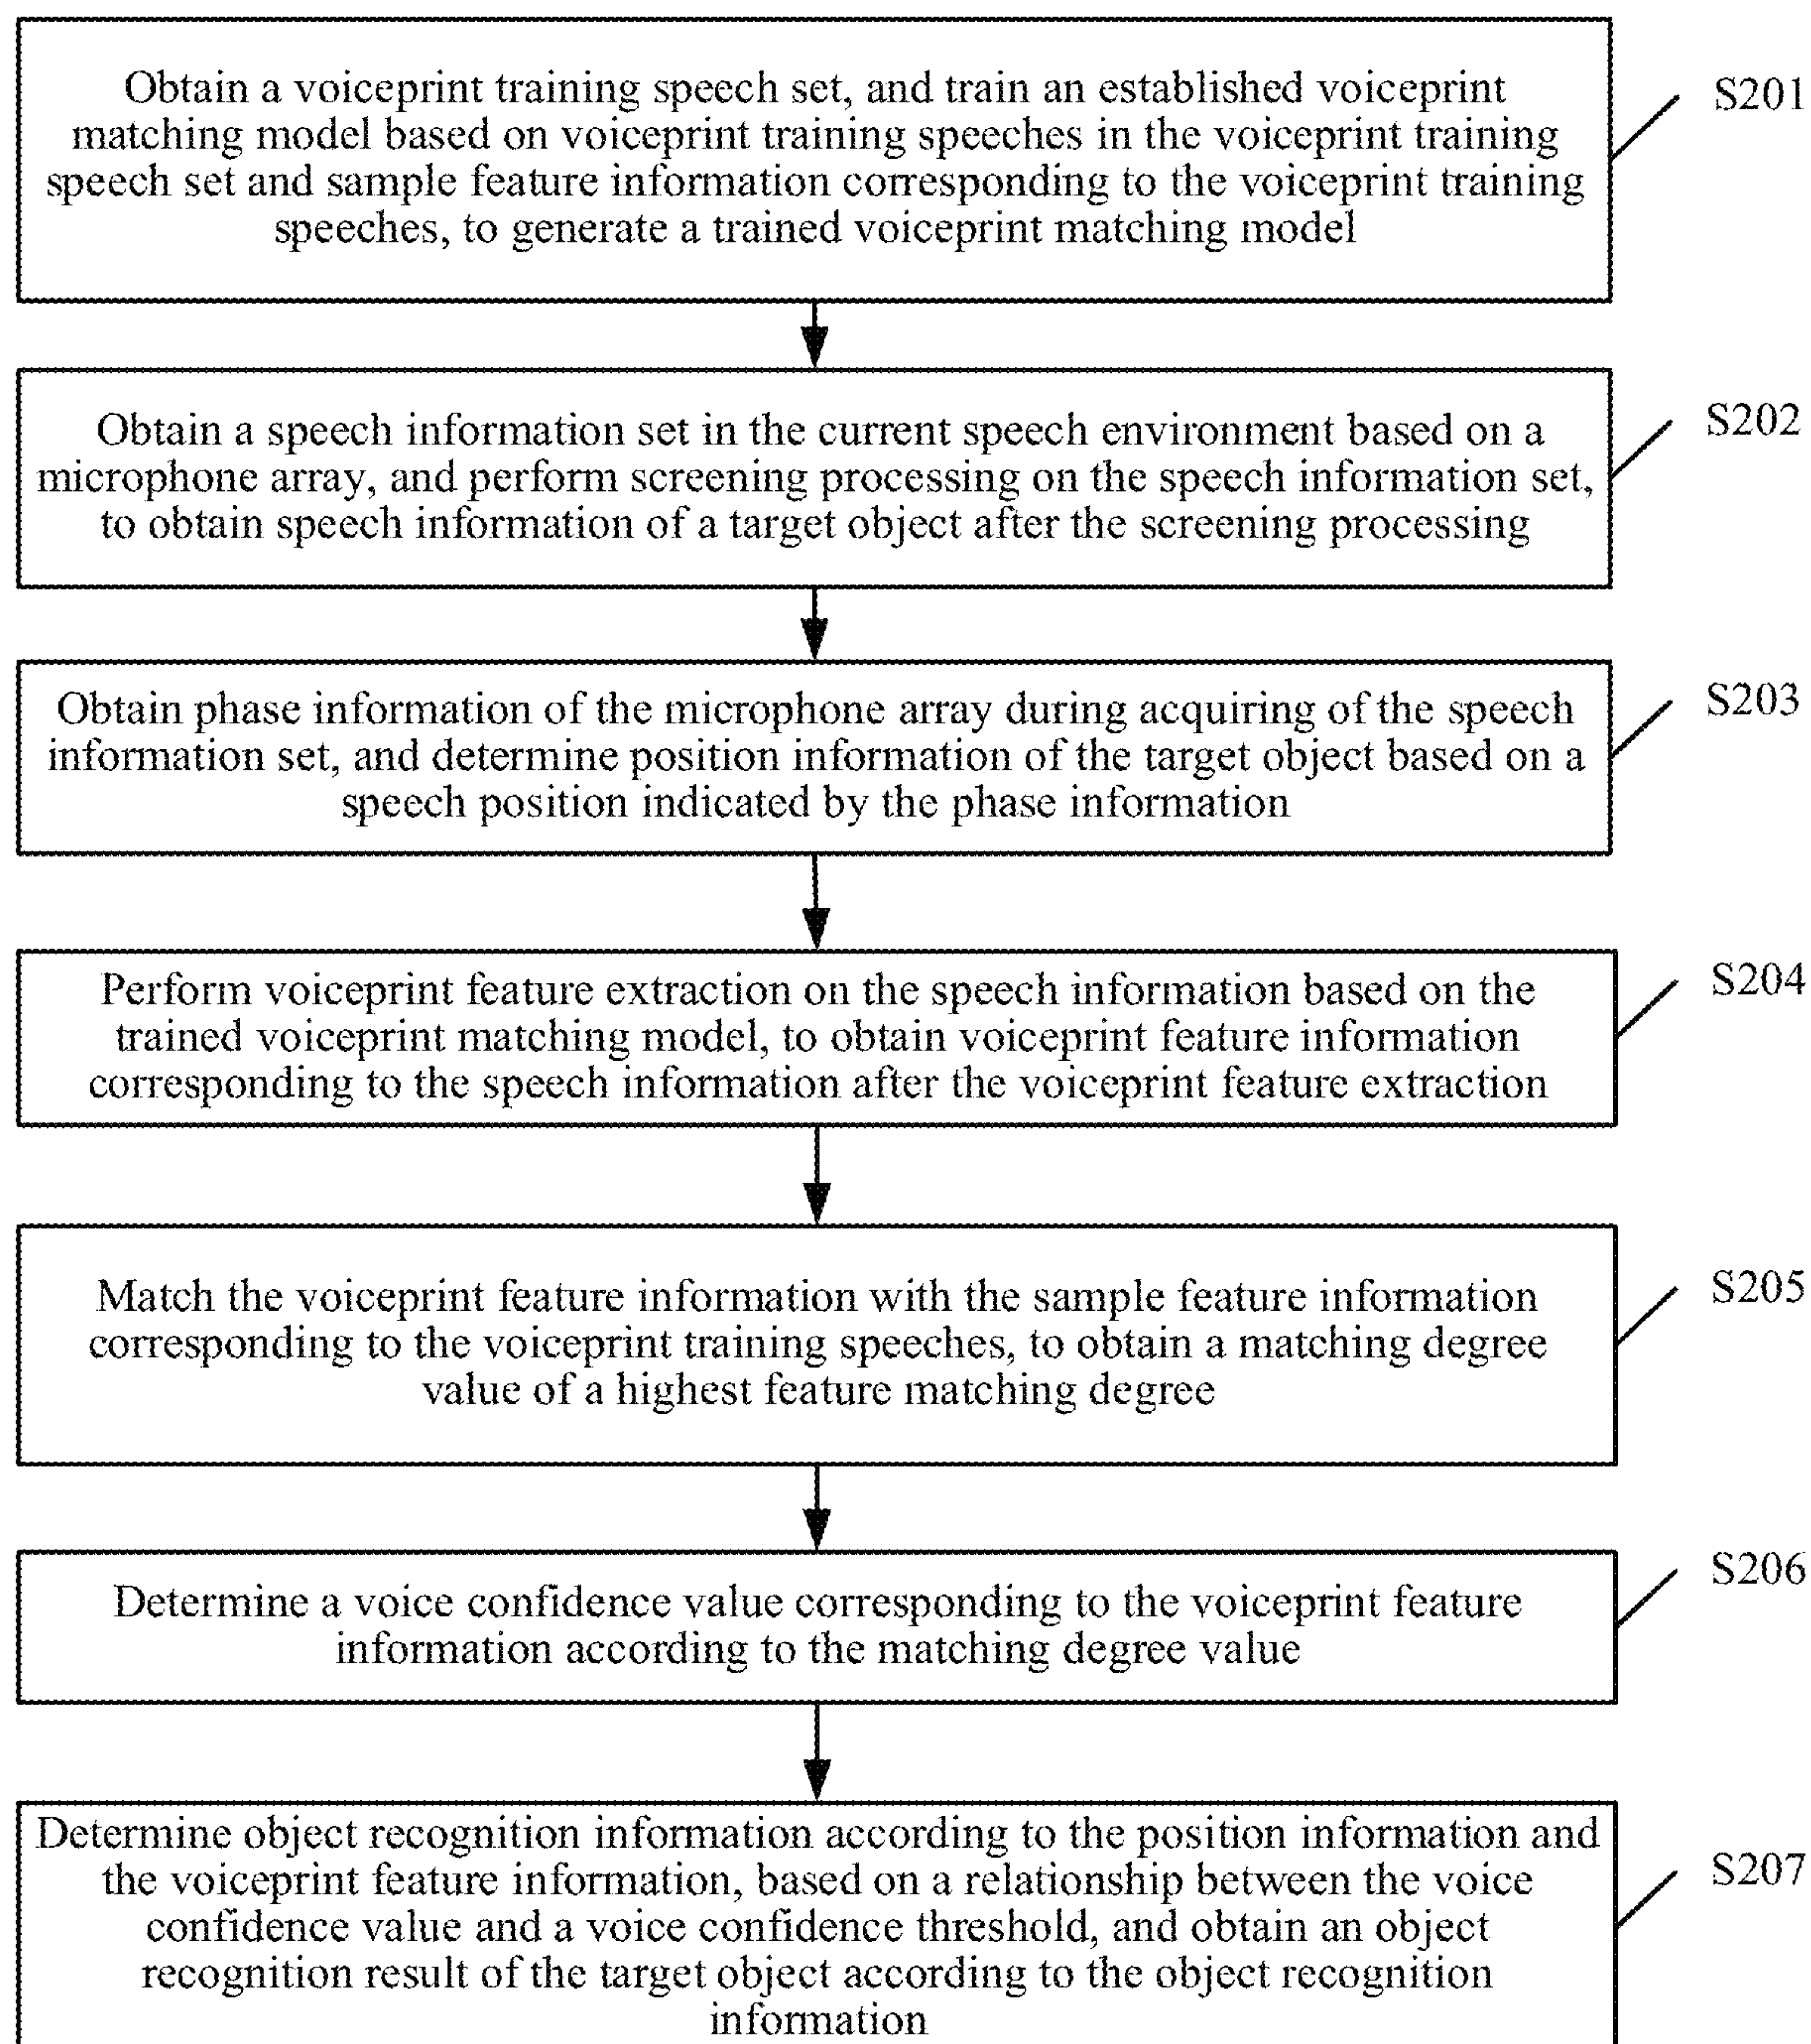 Obtain a voiceprint training speech set, and train an established voiceprint
matching model based on voiceprint training speeches in the voiceprint training
speech set and sample feature information corresponding to the voiceprint training
speeches, to generate a trained voiceprint matching model
S201
Obtain a speech information set in the current speech environment based on a
microphone array, and perform screening processing on the speech information set,
to obtain speech information of a target object after the screening processing
S202
Obtain phase information of the microphone array during acquiring of the speech
information set, and determine position information of the target object based on a
speech position indicated by the phase information
S203
Perform voiceprint feature extraction on the speech information based on the
trained voiceprint matching model, to obtain voiceprint feature information
corresponding to the speech information after the voiceprint feature extraction
S204
Match the voiceprint feature information with the sample feature information
corresponding to the voiceprint training speeches, to obtain a matching degree
value of a highest feature matching degree
S205
Determine a voice confidence value corresponding to the voiceprint feature
information according to the matching degree value
S206
Determine object recognition information according to the position information and
the voiceprint feature information, based on a relationship between the voice
confidence value and a voice confidence threshold, and obtain an object
recognition result of the target object according to the object recognition
information
S207